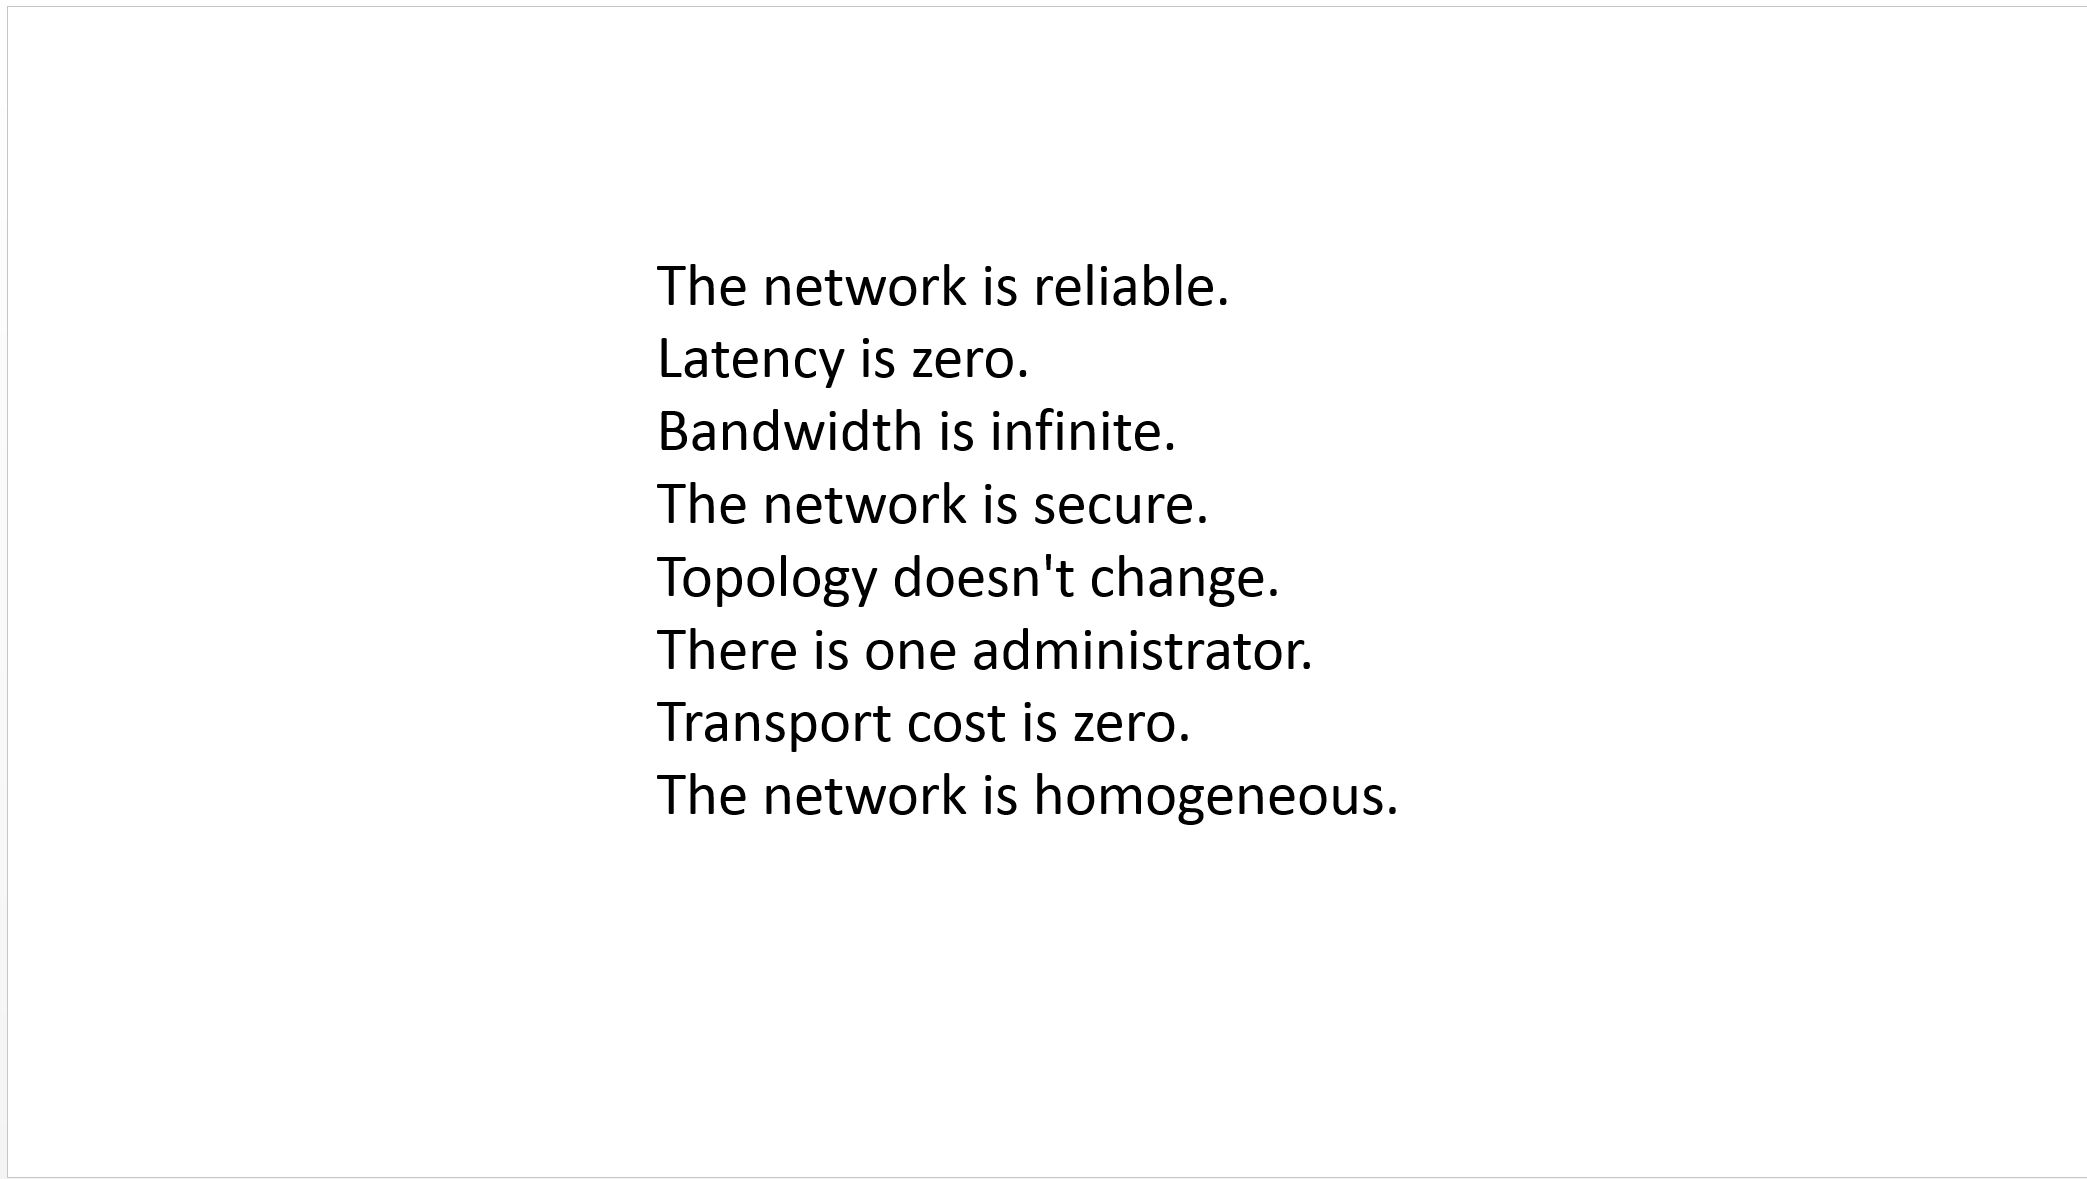 The network is reliable.
Latency is zero.
Bandwidth is infinite.
The network is secure.
Topology doesn't change.
There is one administrator.
Transport cost is zero.
The network is homogeneous.